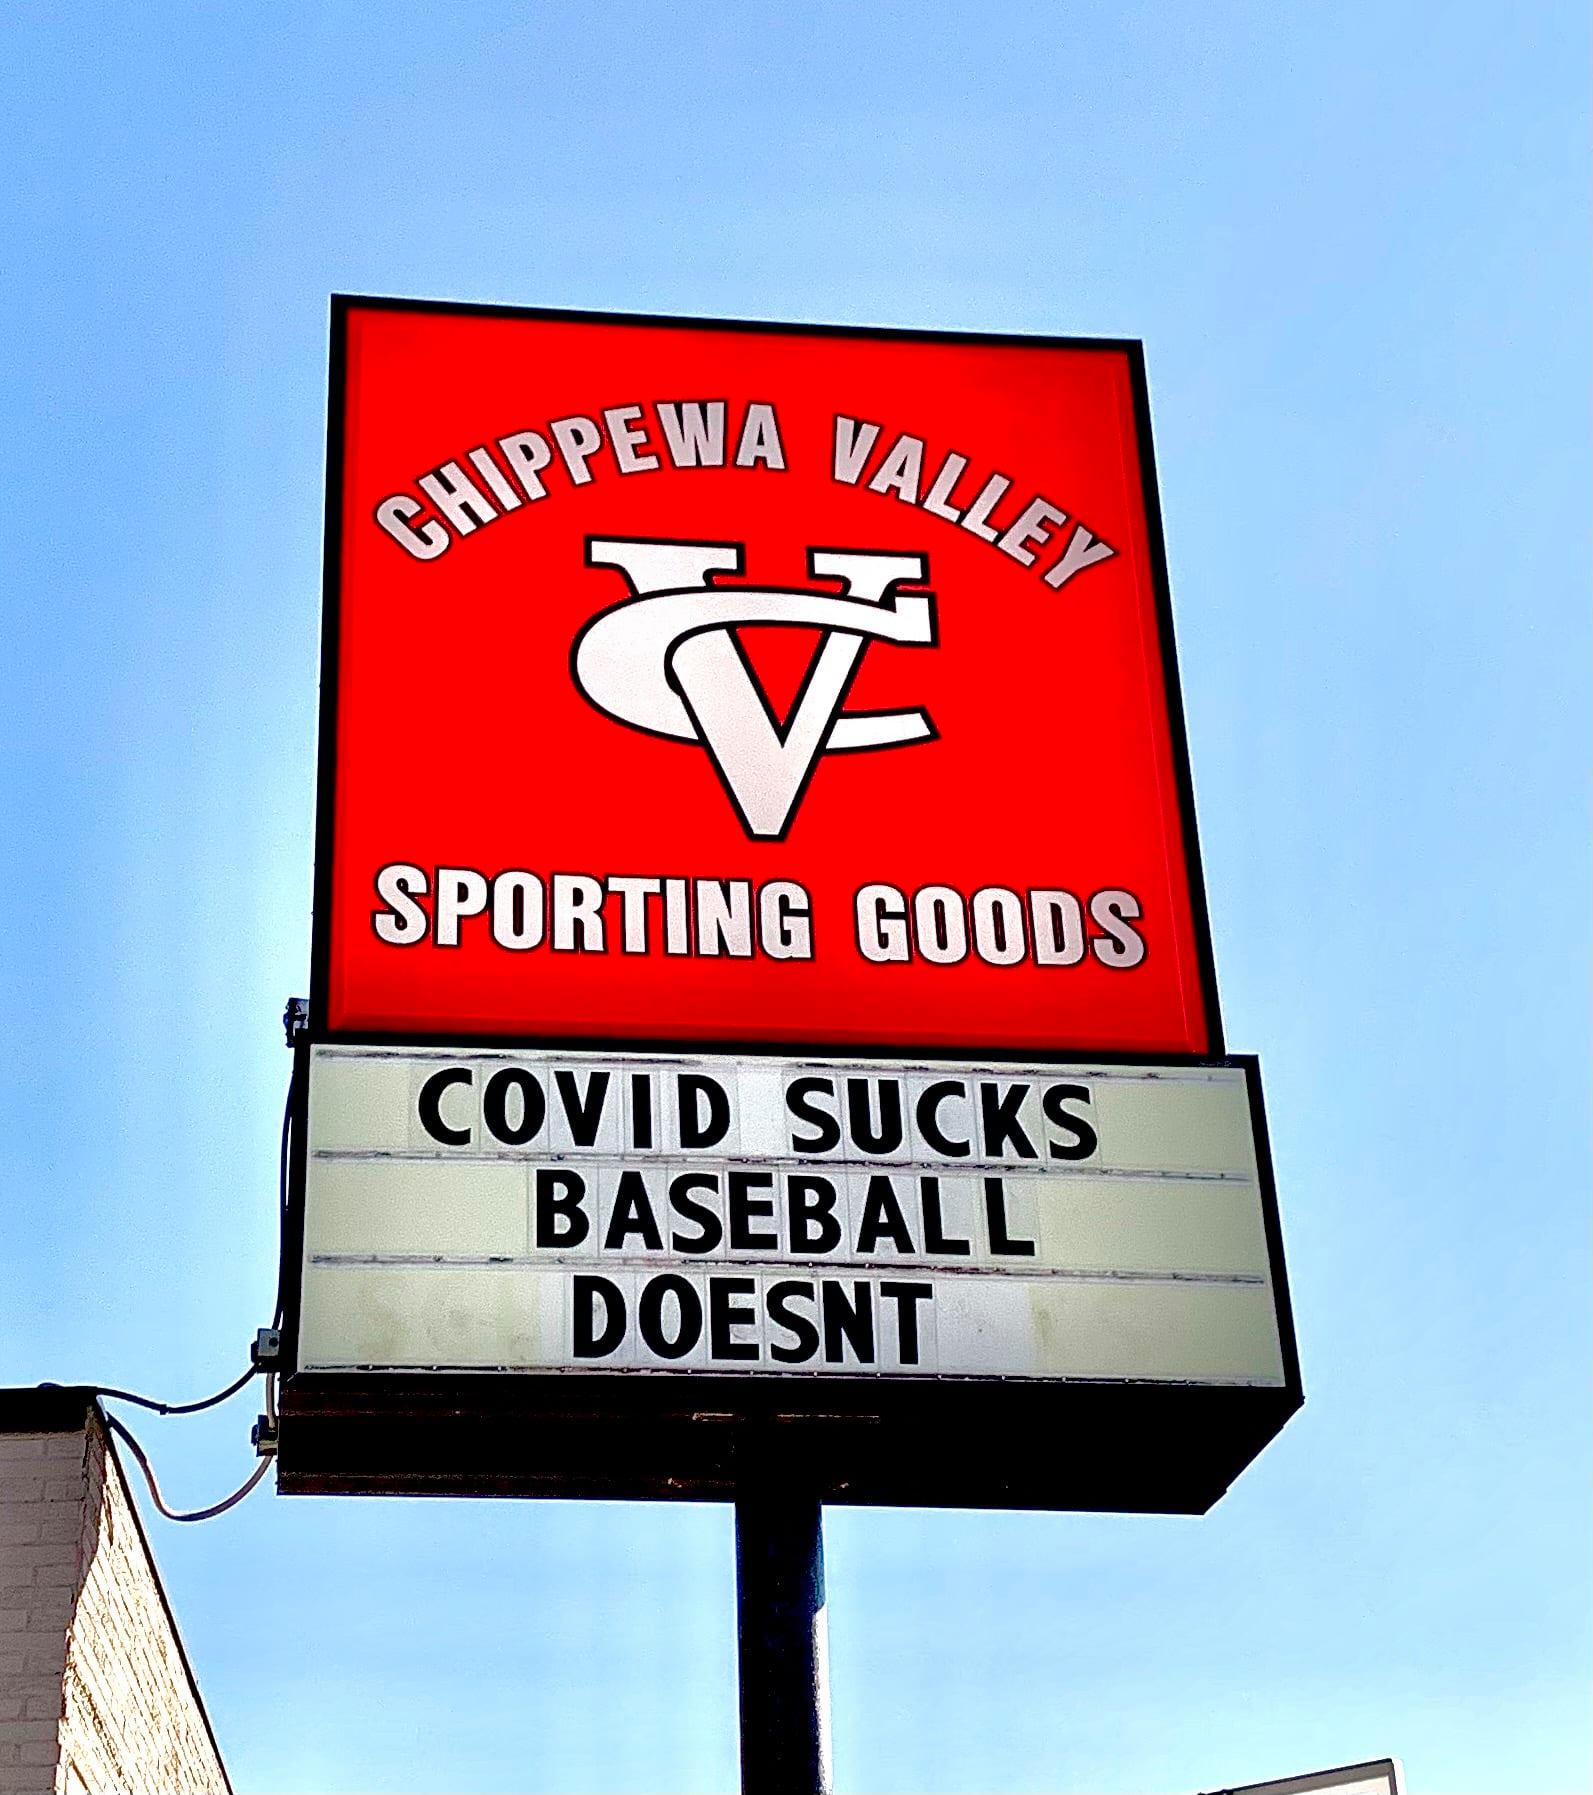 CHIPPEWA VALLEY
CV
SPORTING GOODS
COVID SUCKS
BASEBALL
DOESNT